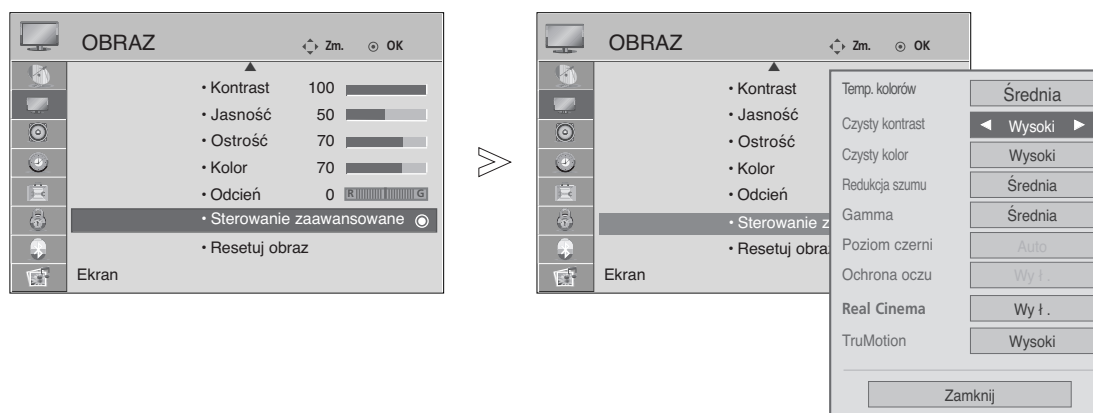 OBRAZ
Zm. OK
• Kontrast 100
• Jasność 50
• Ostrość 70
• Kolor 70
• Odcień 0 R G
• Sterowanie zaawansowane
• Resetuj obraz
Ekran
OBRAZ
Zm. OK
• Kontrast
• Jasność
• Ostrość
• Kolor
• Odcień
• Sterowanie z
• Resetuj obraz
Ekran
Temp. kolorów Średnia
Czysty kontrast ◄ Wysoki ►
Czysty kolor Wysoki
Redukcja szumu Średnia
Gamma Średnia
Poziom czerni Auto
Ochrona oczu Wył.
Real Cinema Wył.
TruMotion Wysoki
Zamknij